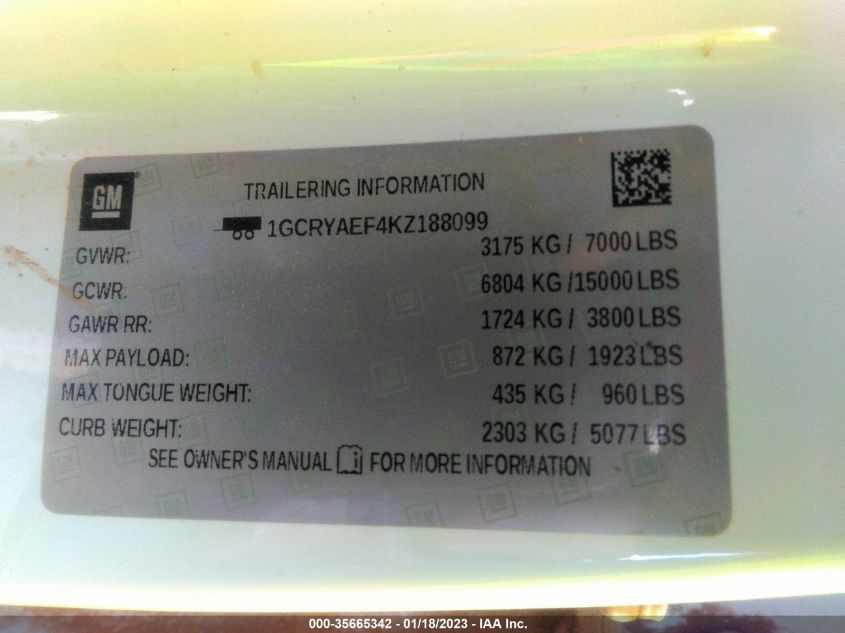 GM
TRAILERING INFORMATION
1GCRYAEF4KZ188099
GVWR: 3175 KG / 7000 LBS
GCWR: 6804 KG /15000 LBS
GAWR RR: 1724 KG / 3800 LBS
MAX PAYLOAD: 872 KG / 1923 LBS
MAX TONGUE WEIGHT: 435 KG / 960 LBS
CURB WEIGHT: 2303 KG / 5077 LBS
SEE OWNER'S MANUAL i FOR MORE INFORMATION
000-35665342 - 01/18/2023 - IAA Inc.